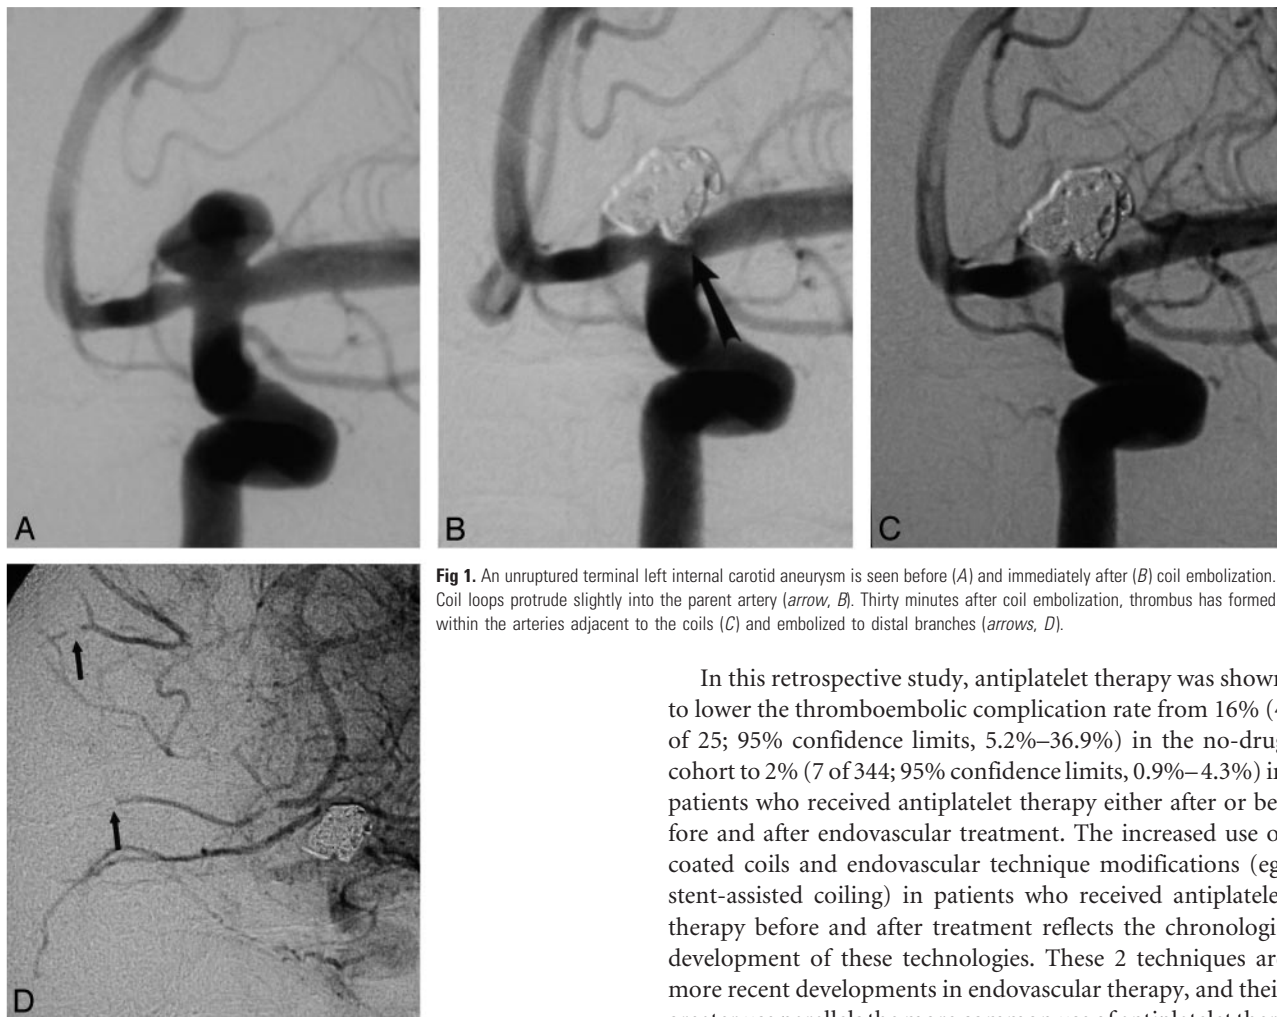 A
B
C
D
Fig 1. An unruptured terminal left internal carotid aneurysm is seen before (A) and immediately after (B) coil embolization.
Coil loops protrude slightly into the parent artery (arrow, B). Thirty minutes after coil embolization, thrombus has formed
within the arteries adjacent to the coils (C) and embolized to distal branches (arrows, D).
In this retrospective study, antiplatelet therapy was shown
to lower the thromboembolic complication rate from 16% (4
of 25; 95% confidence limits, 5.2%–36.9%) in the no-drug
cohort to 2% (7 of 344; 95% confidence limits, 0.9%–4.3%) in
patients who received antiplatelet therapy either after or be-
fore and after endovascular treatment. The increased use of
coated coils and endovascular technique modifications (eg,
stent-assisted coiling) in patients who received antiplatelet
therapy before and after treatment reflects the chronologic
development of these technologies. These 2 techniques are
more recent developments in endovascular therapy, and their